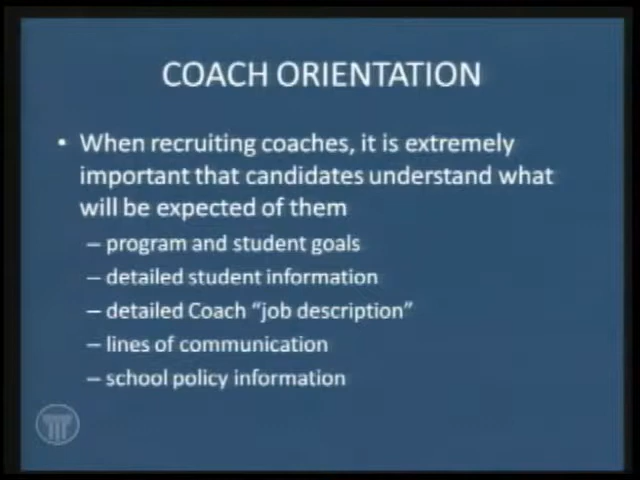 COACH ORIENTATION
• When recruiting coaches, it is extremely
important that candidates understand what
will be expected of them
– program and student goals
– detailed student information
– detailed Coach “job description”
– lines of communication
– school policy information